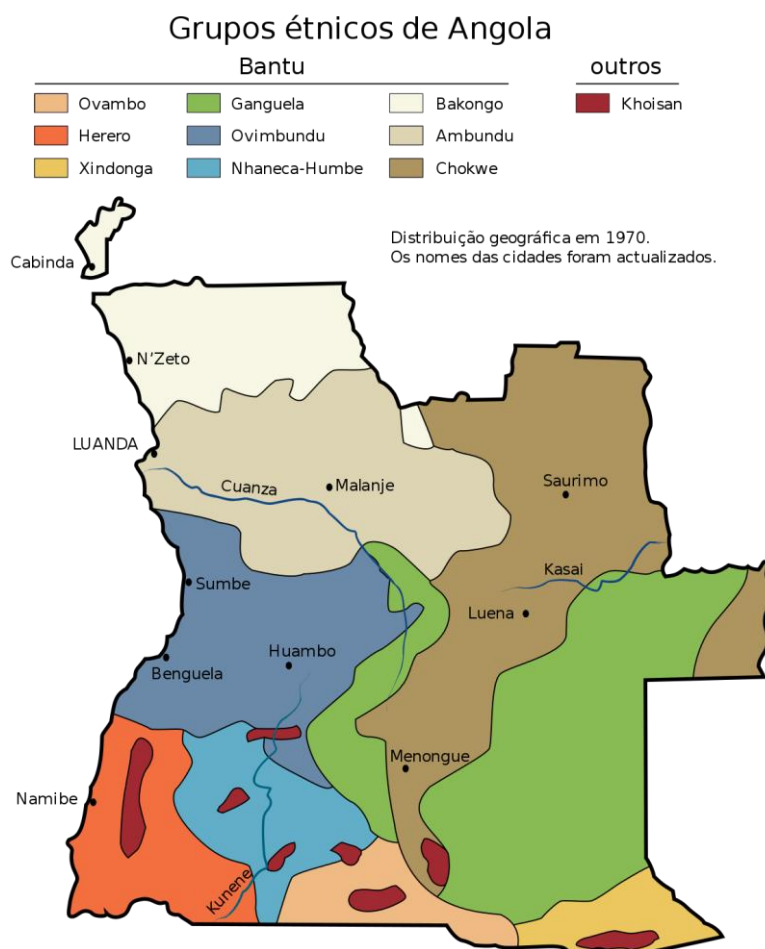 Grupos étnicos de Angola
Bantu
outros
Ovambo
Ganguela
Bakongo
Khoisan
Herero
Ovimbundu
Ambundu
Xindonga
Nhaneca-Humbe
Chokwe
Distribuição geográfica em 1970.
Os nomes das cidades foram actualizados.
Cabinda
N'Zeto
LUANDA
Cuanza
Malanje
Saurimo
Sumbe
Kasai
Luena
Huambo
Benguela
Menongue
Namibe
Kunene